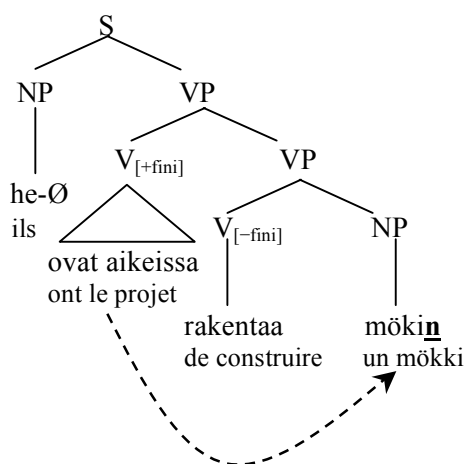 S
NP VP
V[+fini] VP
he-Ø
ils
V[−fini] NP
ovat aikeissa
ont le projet
rakentaa mökin
de construire un mökki